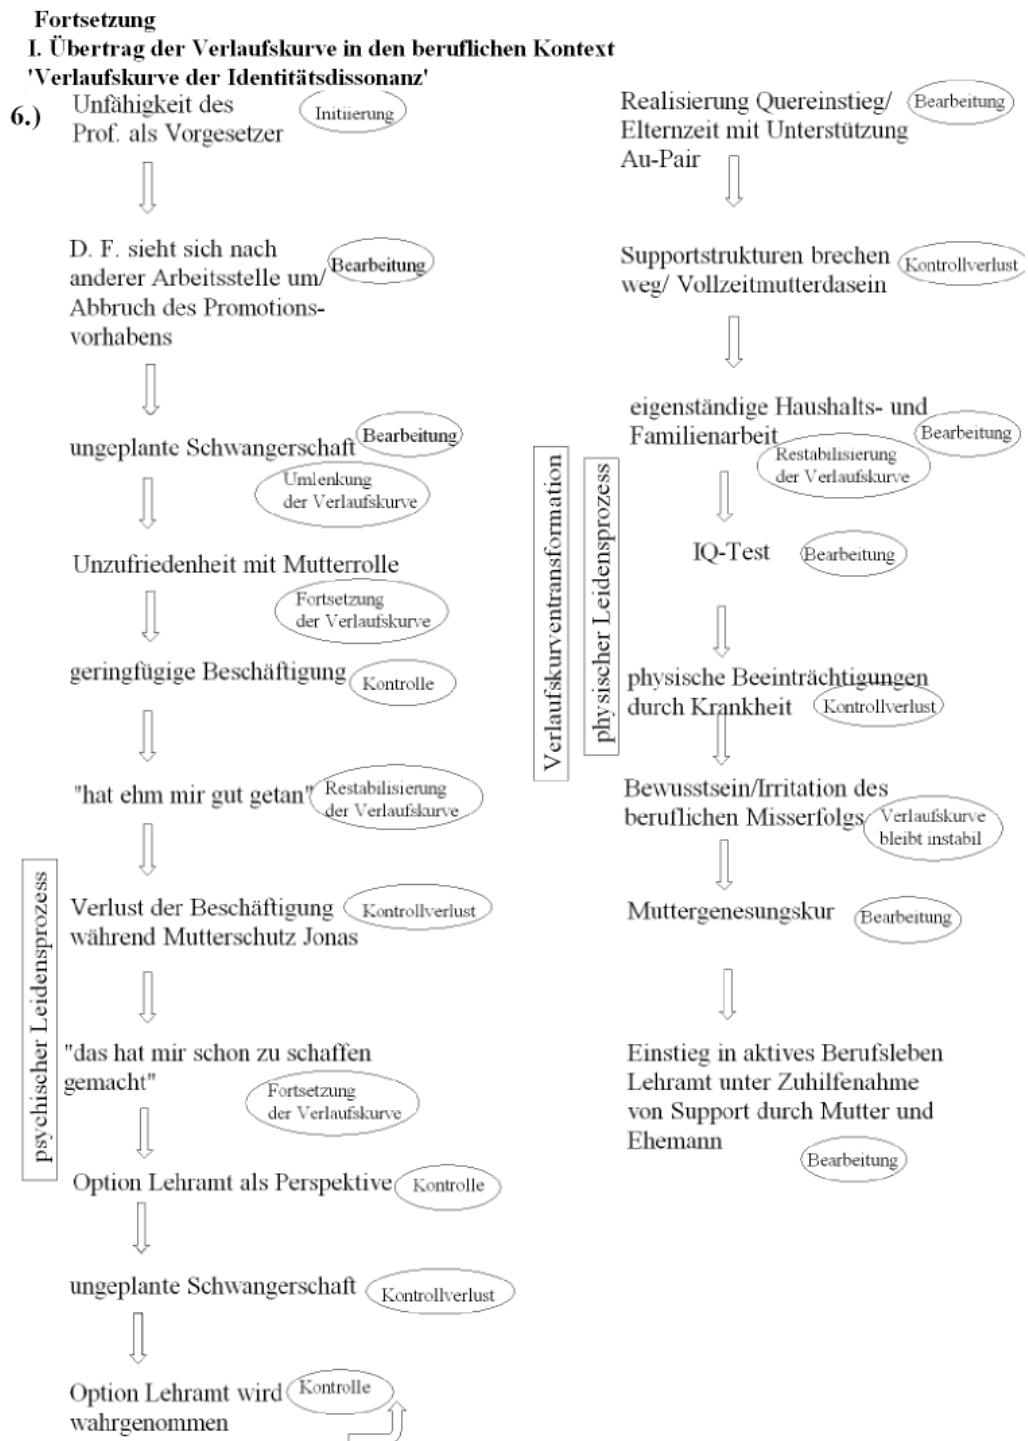 Fortsetzung
I. Übertrag der Verlaufskurve in den beruflichen Kontext
'Verlaufskurve der Identitätsdissonanz'
6.)
Unfähigkeit des
Prof. als Vorgesetzer
Initiierung
D. F. sieht sich nach
anderer Arbeitsstelle um/
Abbruch des Promotions-
vorhabens
Bearbeitung
ungeplante Schwangerschaft
Bearbeitung
Umlenkung
der Verlaufskurve
Unzufriedenheit mit Mutterrolle
Fortsetzung
der Verlaufskurve
geringfügige Beschäftigung
Kontrolle
"hat ehm mir gut getan"
Restabilisierung
der Verlaufskurve
psychischer Leidensprozess
Verlust der Beschäftigung
während Mutterschutz Jonas
Kontrollverlust
"das hat mir schon zu schaffen
gemacht"
Fortsetzung
der Verlaufskurve
Option Lehramt als Perspektive
Kontrolle
ungeplante Schwangerschaft
Kontrollverlust
Option Lehramt wird
wahrgenommen
Kontrolle
Realisierung Quereinstieg/
Elternzeit mit Unterstützung
Au-Pair
Bearbeitung
Supportstrukturen brechen
weg/ Vollzeitmutterdasein
Kontrollverlust
eigenständige Haushalts- und
Familienarbeit
Bearbeitung
Restabilisierung
der Verlaufskurve
Verlaufskurventransformation
physischer Leidensprozess
IQ-Test
Bearbeitung
physische Beeinträchtigungen
durch Krankheit
Kontrollverlust
Bewusstsein/Irritation des
beruflichen Misserfolgs
Verlaufskurve
bleibt instabil
Muttergenesungskur
Bearbeitung
Einstieg in aktives Berufsleben
Lehramt unter Zuhilfenahme
von Support durch Mutter und
Ehemann
Bearbeitung